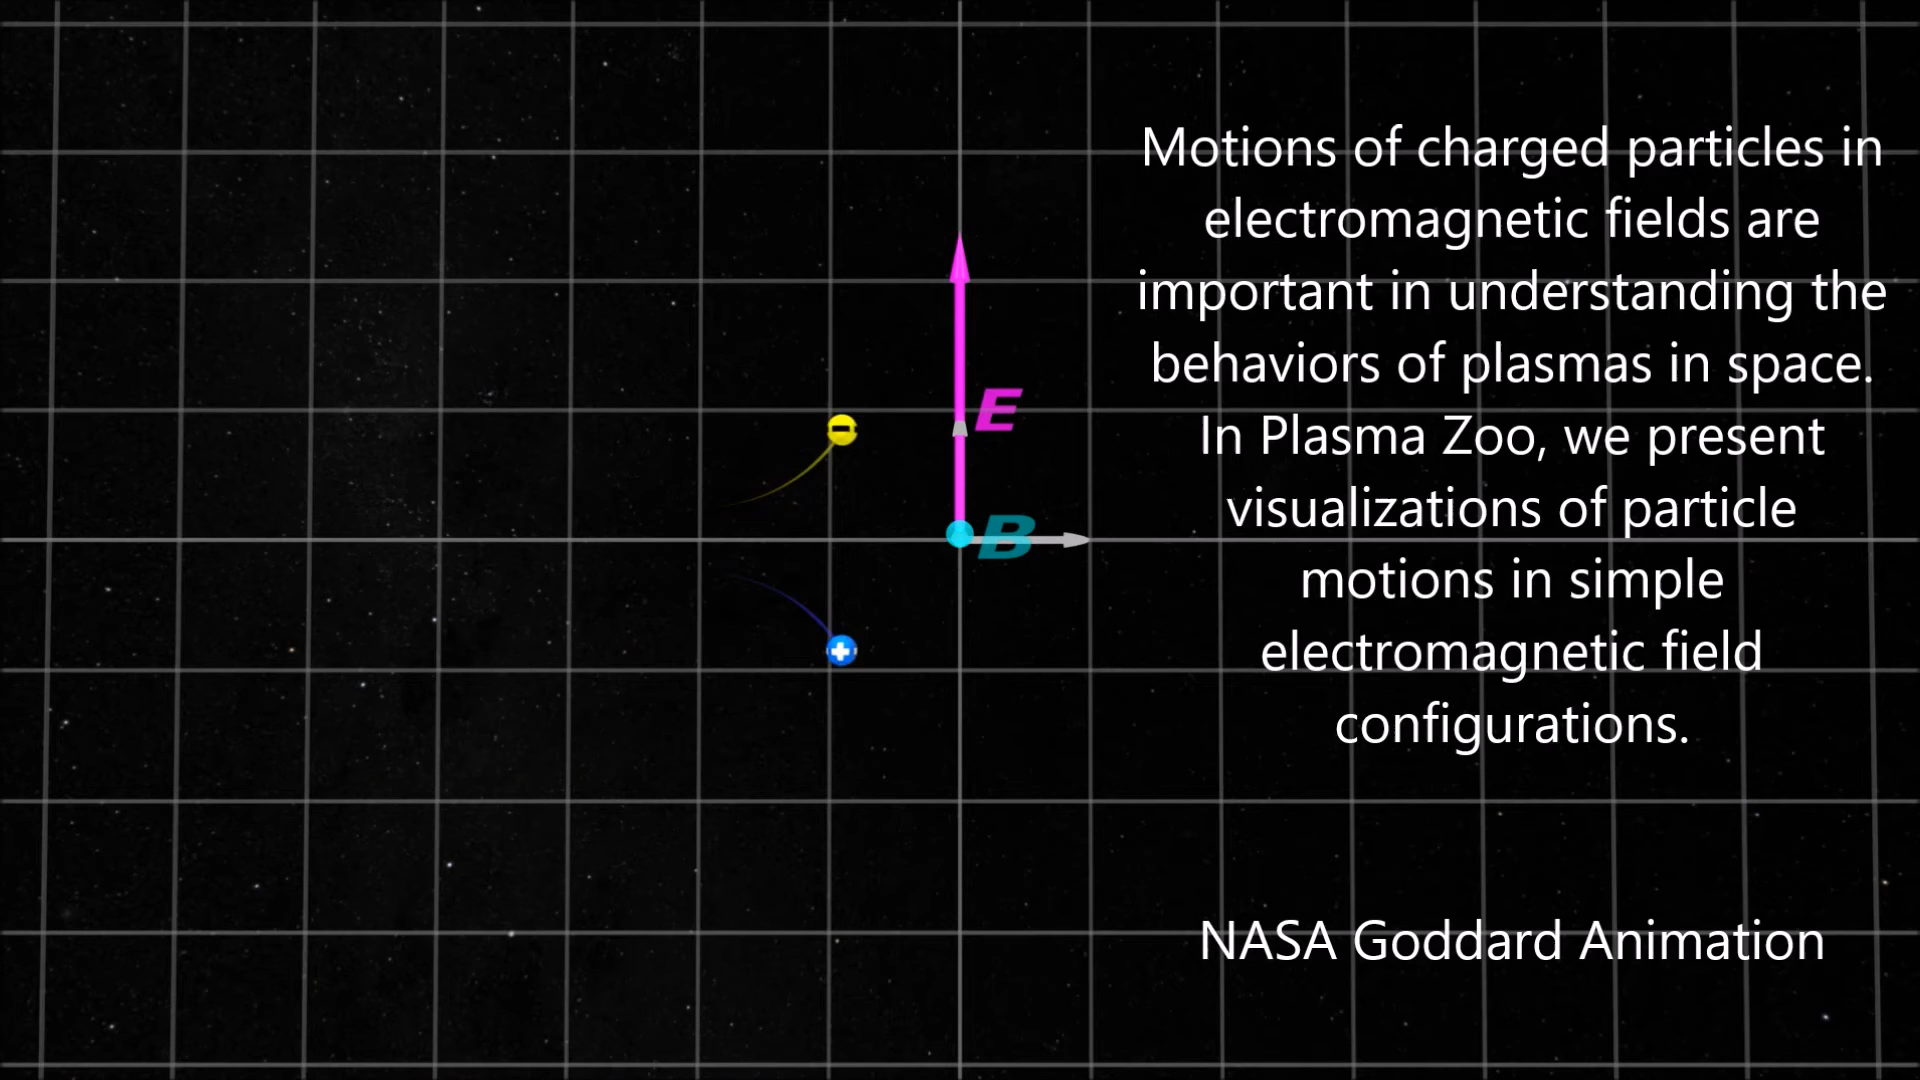 Motions of charged particles in
electromagnetic fields are
important in understanding the
behaviors of plasmas in space.
In Plasma Zoo, we present
visualizations of particle
motions in simple
electromagnetic field
configurations.
NASA Goddard Animation
E
B